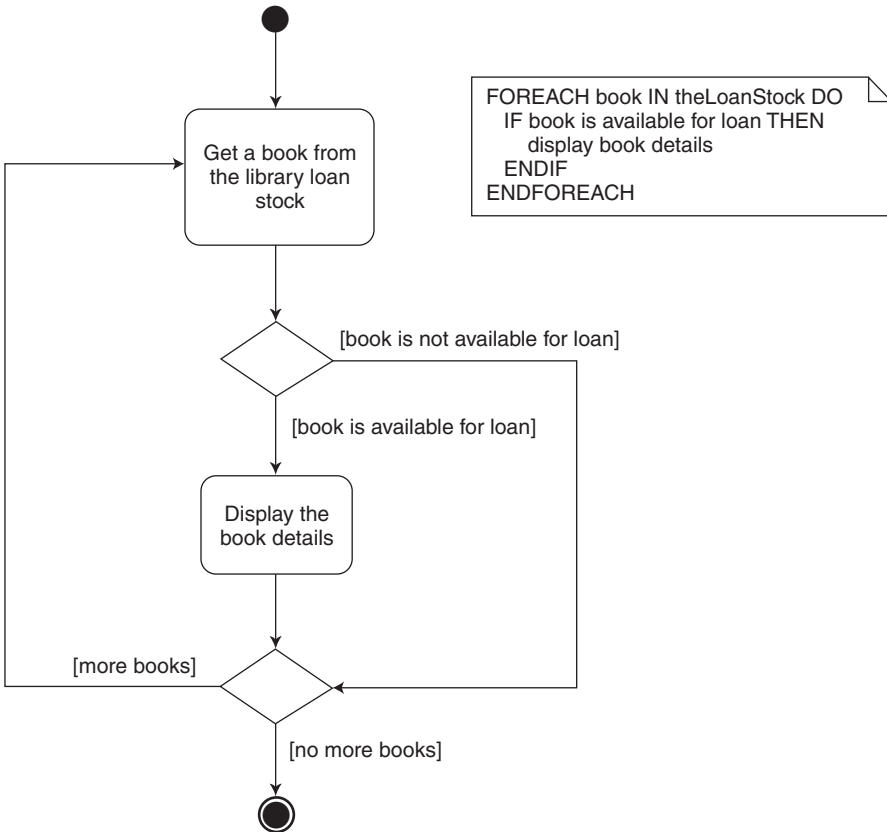 FOREACH book IN theLoanStock DO
IF book is available for loan THEN
display book details
ENDIF
ENDFOREACH
Get a book from
the library loan
stock
[book is not available for loan]
[book is available for loan]
Display the
book details
[more books]
[no more books]